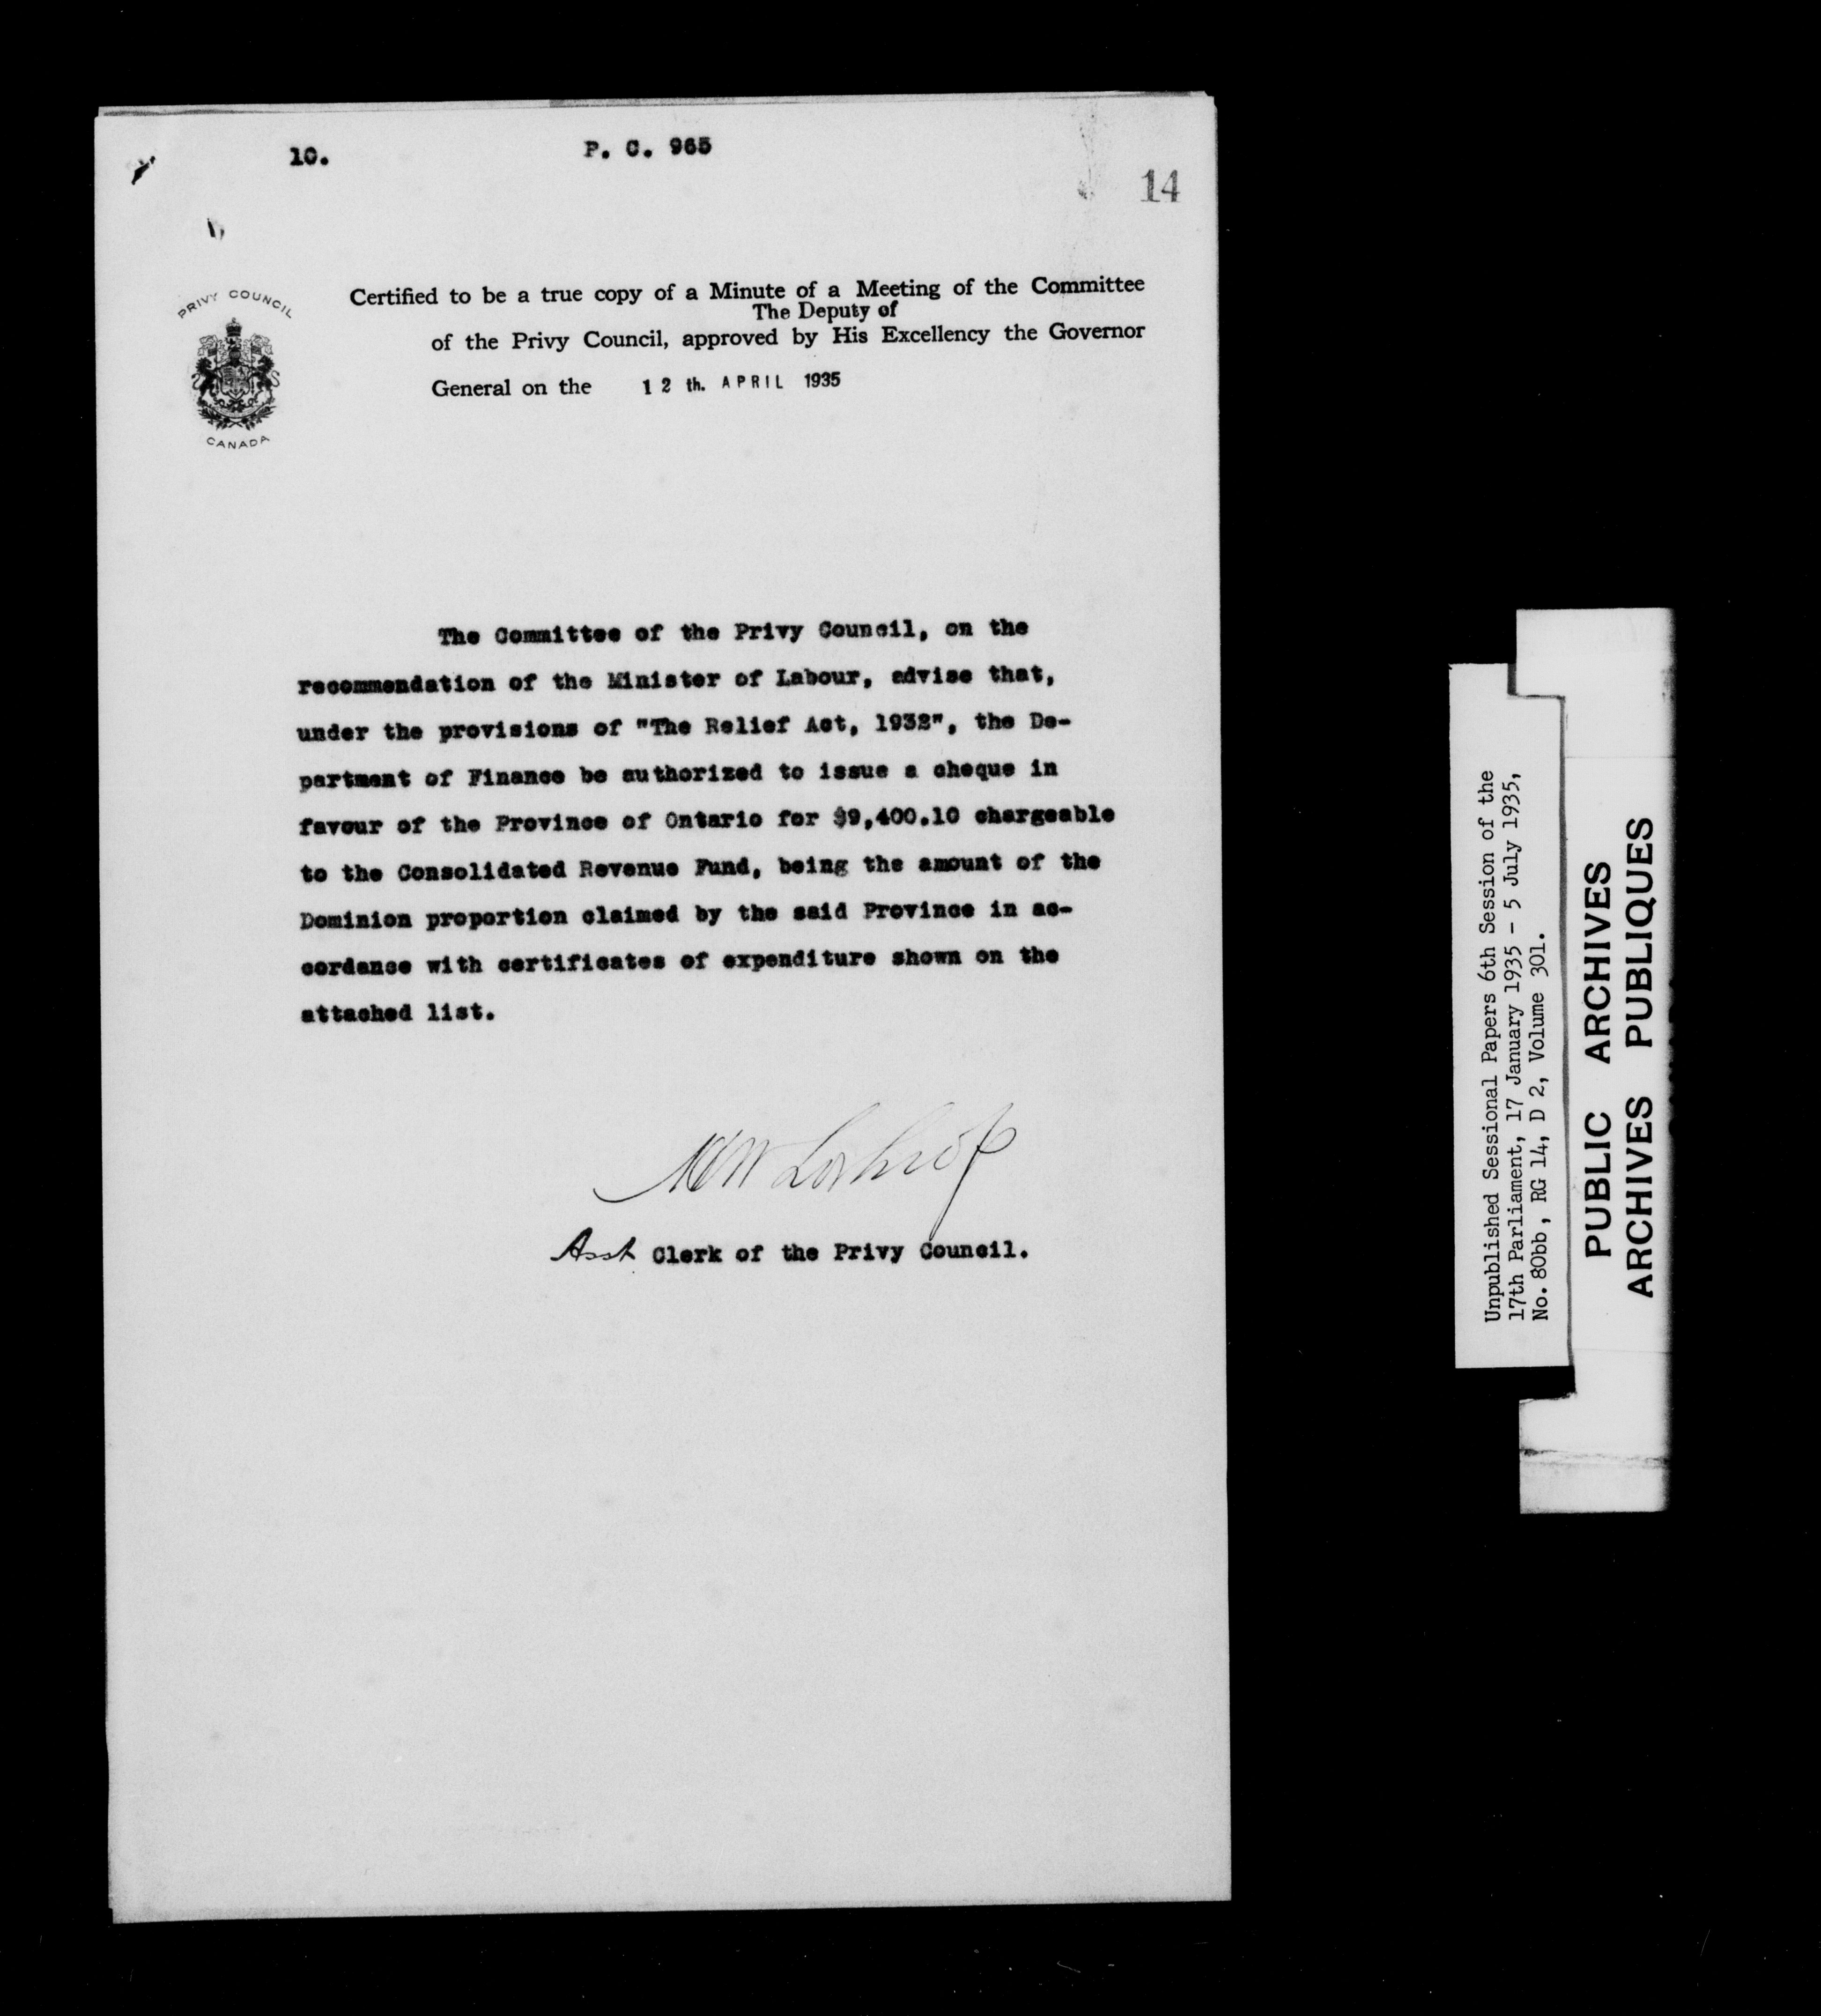 10.
P. C. 965
14
PRIVY COUNCIL
CANADA
Certified to be a true copy of a Minute of a Meeting of the Committee
The Deputy of
of the Privy Council, approved by His Excellency the Governor
General on the 12 th. APRIL 1935
The Committee of the Privy Council, on the
recommendation of the Minister of Labour, advise that,
under the provisions of "The Relief Act, 1932", the De-
partment of Finance be authorized to issue a cheque in
favour of the Province of Ontario for $9,400.10 chargeable
to the Consolidated Revenue Fund, being the amount of the
Dominion proportion claimed by the said Province in ac-
cordance with certificates of expenditure shown on the
attached list.
Asst Clerk of the Privy Council.
Unpublished Sessional Papers 6th Session of the
17th Parliament, 17 January 1935 - 5 July 1935,
No. 80bb, RG 14, D 2, Volume 301.
PUBLIC ARCHIVES
ARCHIVES PUBLIQUES